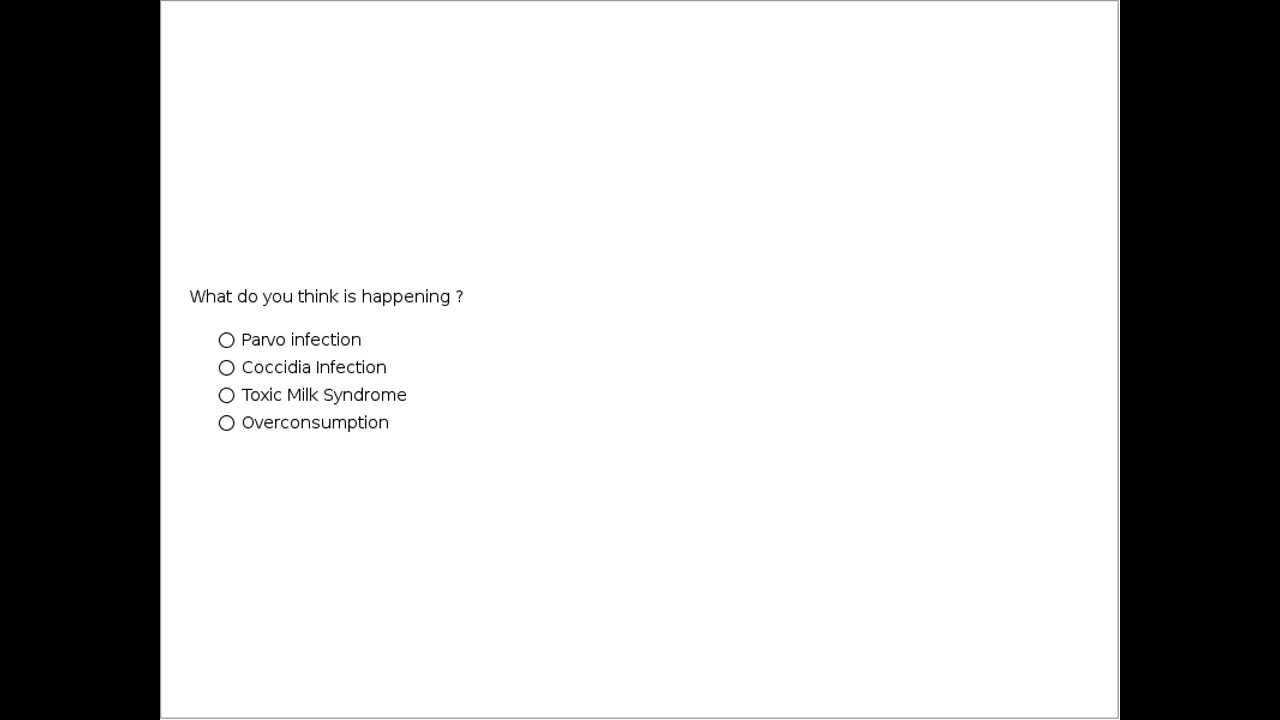 What do you think is happening ?
Parvo infection
Coccidia Infection
Toxic Milk Syndrome
Overconsumption